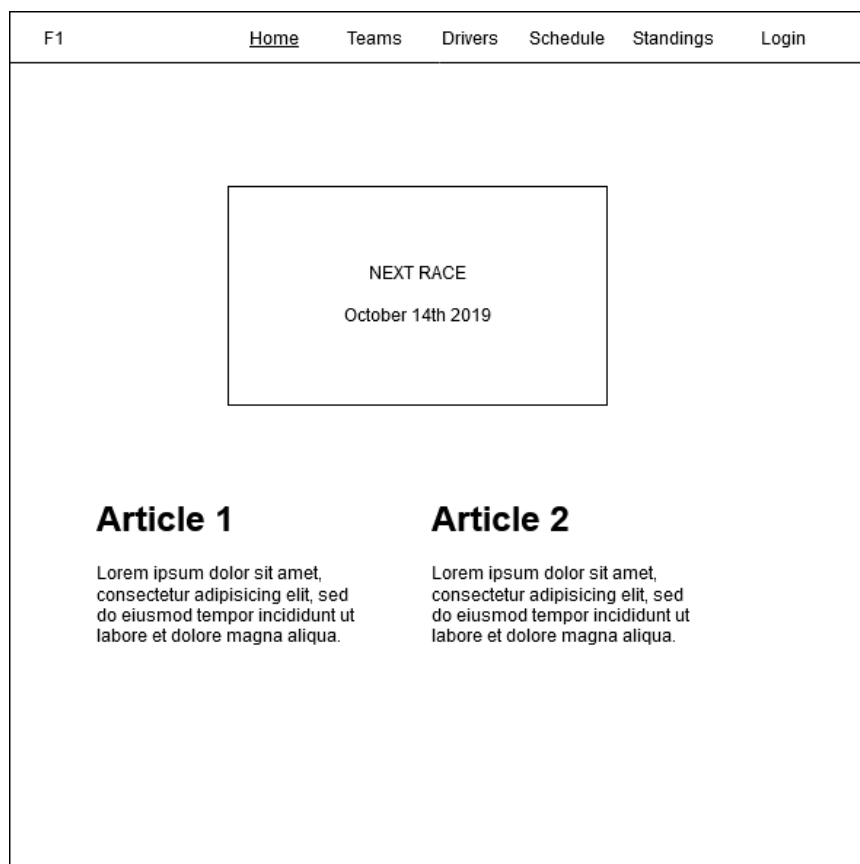 F1 Home Teams Drivers Schedule Standings Login
NEXT RACE
October 14th 2019
Article 1
Lorem ipsum dolor sit amet,
consectetur adipisicing elit, sed
do eiusmod tempor incididunt ut
labore et dolore magna aliqua.
Article 2
Lorem ipsum dolor sit amet,
consectetur adipisicing elit, sed
do eiusmod tempor incididunt ut
labore et dolore magna aliqua.